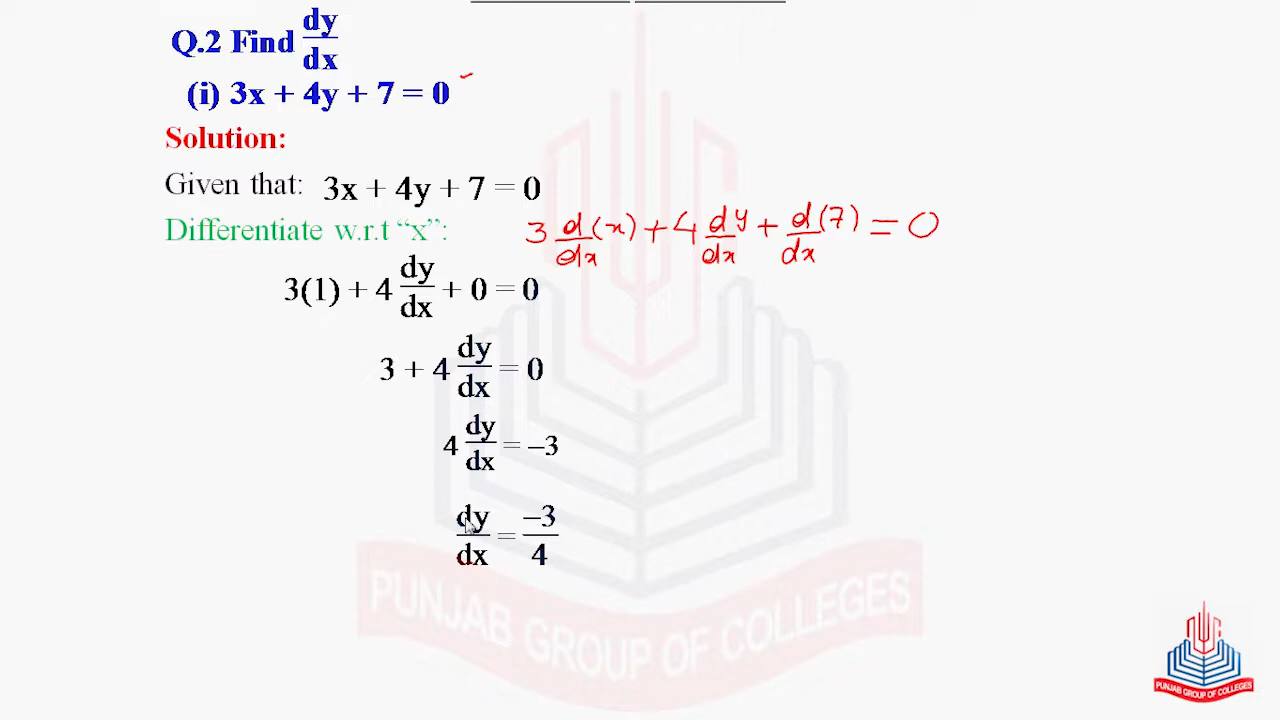 Q.2 Find dy/dx
(i) 3x + 4y + 7 = 0
Solution:
Given that: 3x + 4y + 7 = 0
Differentiate w.r.t “x”: 3 d/dx (x) + 4 dy/dx + d/dx (7) = 0
3(1) + 4 dy/dx + 0 = 0
3 + 4 dy/dx = 0
4 dy/dx = –3
dy/dx = –3/4
PUNJAB GROUP OF COLLEGES
PUNJAB GROUP OF COLLEGES